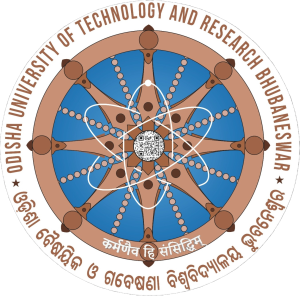 ODISHA UNIVERSITY OF TECHNOLOGY AND RESEARCH BHUBANESWAR
कर्मणैव हि संसिद्धिम्
ଓଡ଼ିଶା ବୈଷୟିକ ଓ ଗବେଷଣା ବିଶ୍ୱବିଦ୍ୟାଳୟ ଭୁବନେଶ୍ୱର